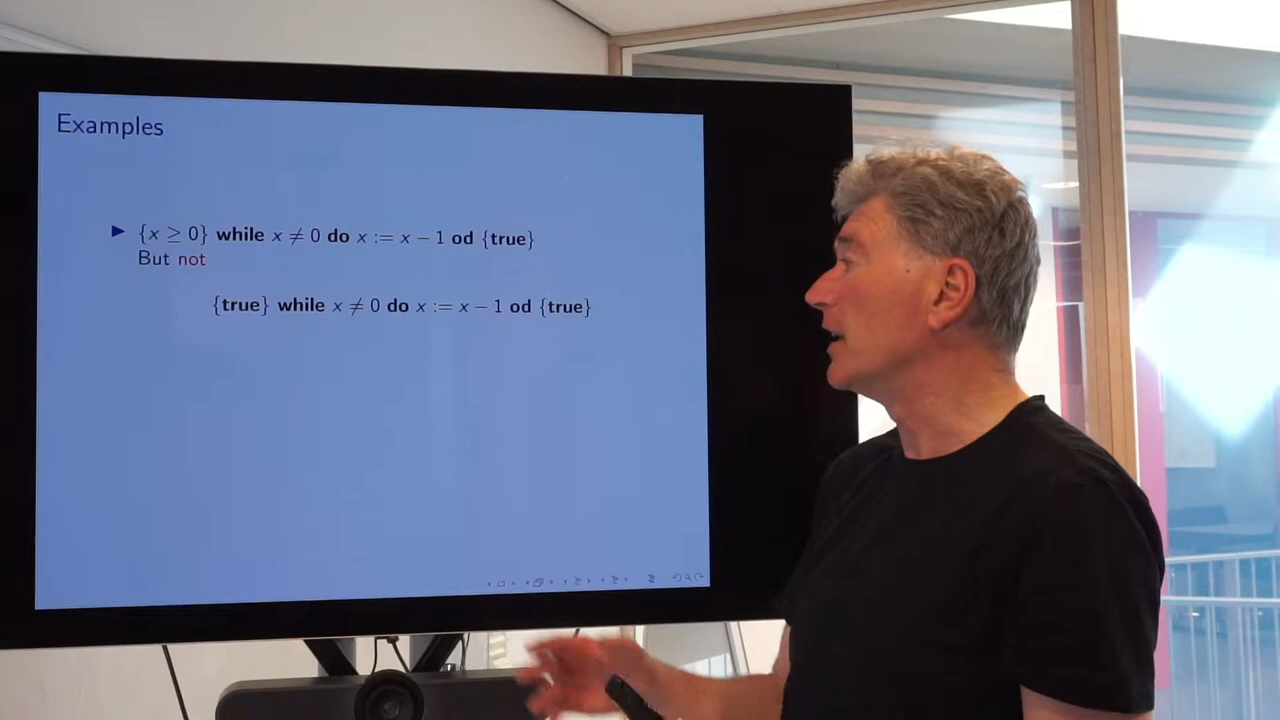 Examples
▶ {x ≥ 0} while x ≠ 0 do x := x − 1 od {true}
But not
{true} while x ≠ 0 do x := x − 1 od {true}